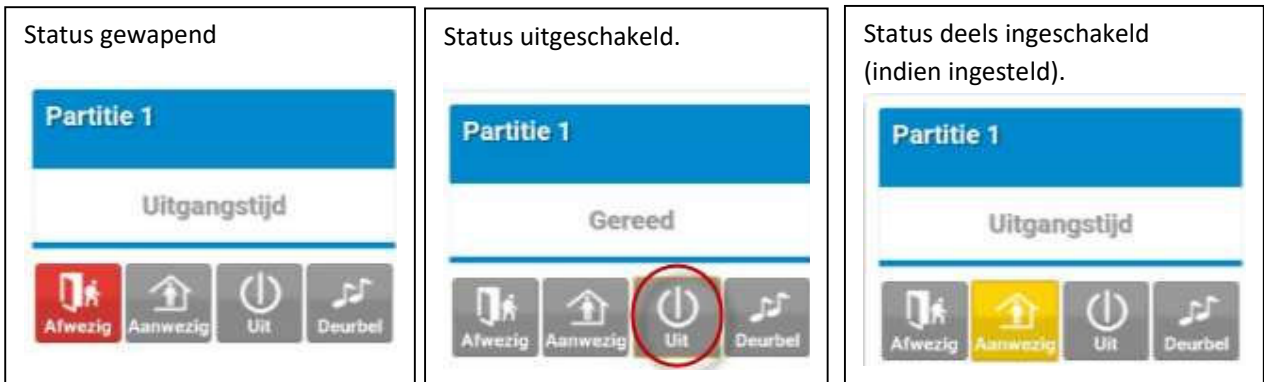 Status gewapend
Partitie 1
Uitgangstijd
Afwezig Aanwezig Uit Deurbel
Status uitgeschakeld.
Partitie 1
Gereed
Afwezig Aanwezig Uit Deurbel
Status deels ingeschakeld
(indien ingesteld).
Partitie 1
Uitgangstijd
Afwezig Aanwezig Uit Deurbel